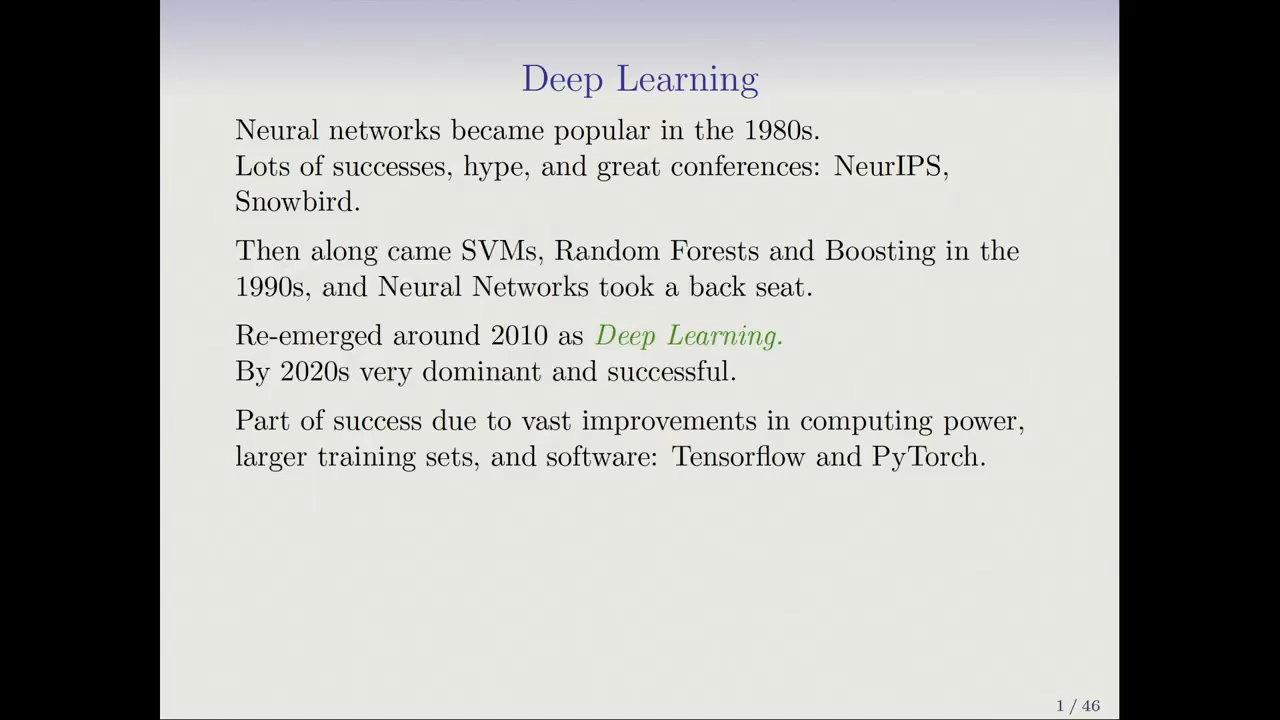 Deep Learning
Neural networks became popular in the 1980s.
Lots of successes, hype, and great conferences: NeurIPS,
Snowbird.
Then along came SVMs, Random Forests and Boosting in the
1990s, and Neural Networks took a back seat.
Re-emerged around 2010 as Deep Learning.
By 2020s very dominant and successful.
Part of success due to vast improvements in computing power,
larger training sets, and software: Tensorflow and PyTorch.
1 / 46